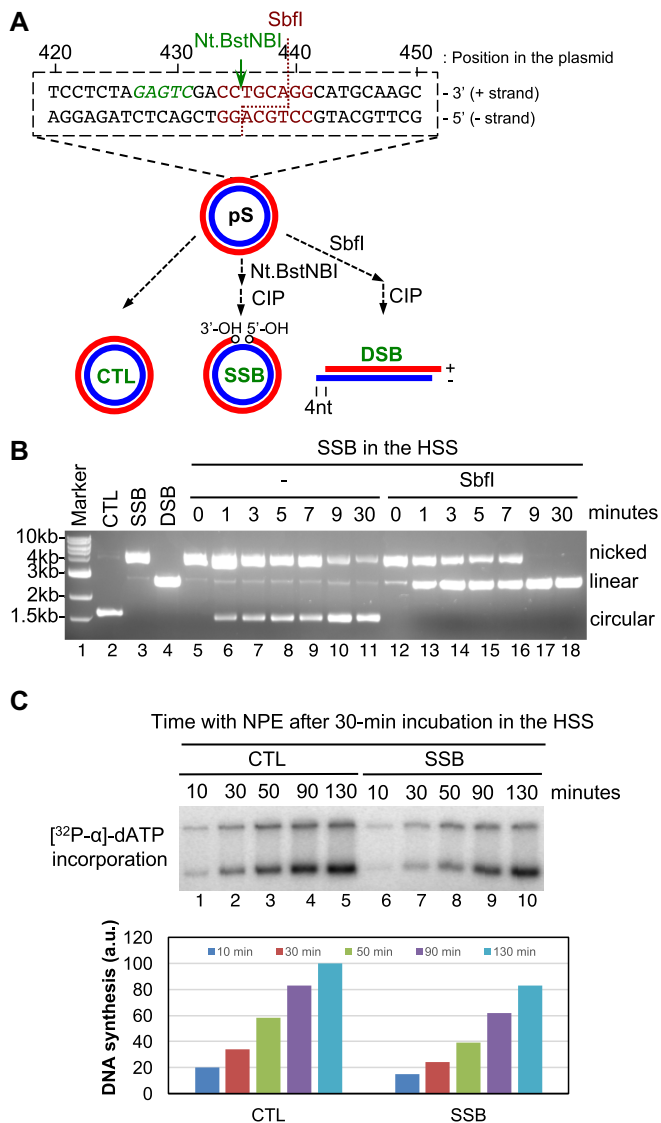 A
SbfI
Nt.BstNBI
420 430 440 450 : Position in the plasmid
TCCTCTAGAGTCGACCTGCAGGCATGCAAGC - 3’ (+ strand)
AGGAGATCTCAGCTGGACGTCCGTACGTTCG - 5’ (- strand)
pS
SbfI
Nt.BstNBI
CIP CIP
3’-OH 5’-OH
CTL SSB DSB
+
-
4nt
B
SSB in the HSS
- SbfI
Marker CTL SSB DSB 0 1 3 5 7 9 30 0 1 3 5 7 9 30 minutes
10kb
4kb nicked
3kb linear
2kb
1.5kb circular
1 2 3 4 5 6 7 8 9 10 11 12 13 14 15 16 17 18
C
Time with NPE after 30-min incubation in the HSS
CTL SSB
10 30 50 90 130 10 30 50 90 130 minutes
[³²P-α]-dATP
incorporation
1 2 3 4 5 6 7 8 9 10
DNA synthesis (a.u.)
120
100
80
60
40
20
0
10 min 30 min 50 min 90 min 130 min
CTL SSB